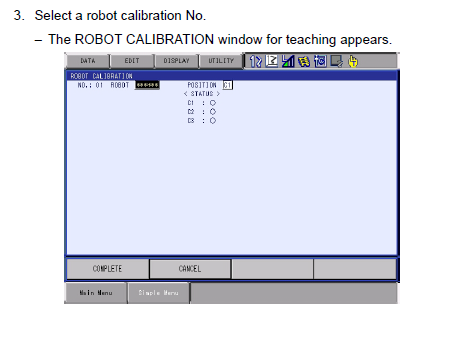 3. Select a robot calibration No.
– The ROBOT CALIBRATION window for teaching appears.
DATA EDIT DISPLAY UTILITY
ROBOT CALIBRATION
NO.: 01 ROBOT POSITION C1
< STATUS >
C1 : ○
C2 : ○
C3 : ○
COMPLETE CANCEL
Main Menu Simple Menu